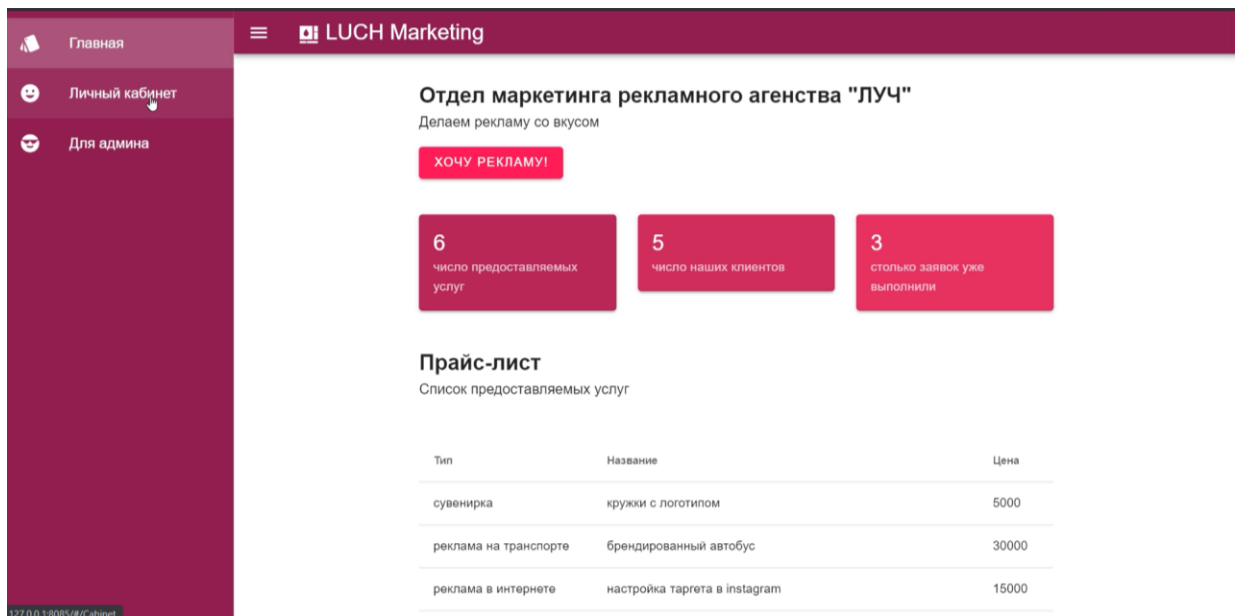 Главная
Личный кабинет
Для админа
LUCH Marketing
Отдел маркетинга рекламного агенства "ЛУЧ"
Делаем рекламу со вкусом
ХОЧУ РЕКЛАМУ!
6
число предоставляемых
услуг
5
число наших клиентов
3
столько заявок уже
выполнили
Прайс-лист
Список предоставляемых услуг
Тип Название Цена
сувенирка кружки с логотипом 5000
реклама на транспорте брендированный автобус 30000
реклама в интернете настройка таргета в instagram 15000
127.0.0.1:8085/#/Cabinet